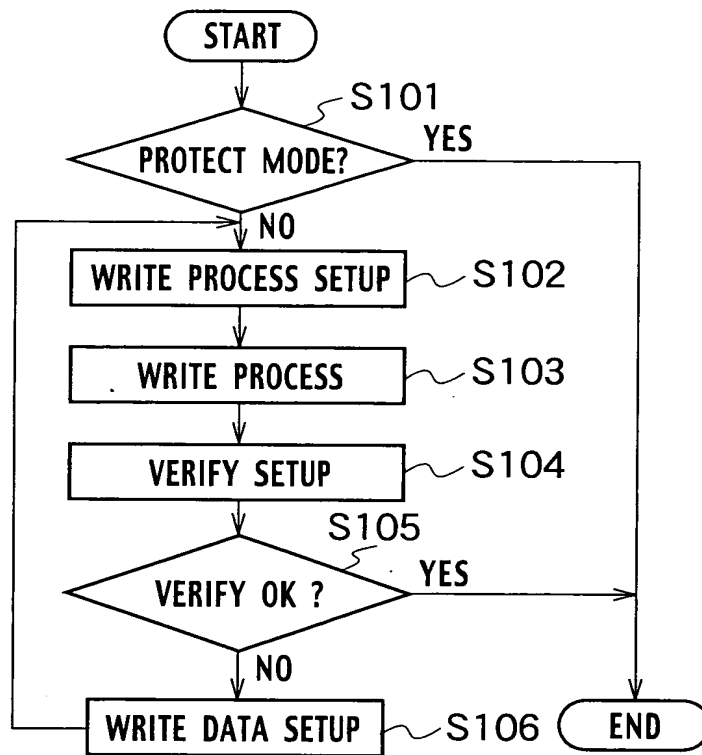 START
S101
PROTECT MODE?
YES
NO
WRITE PROCESS SETUP
S102
WRITE PROCESS
S103
VERIFY SETUP
S104
S105
VERIFY OK ?
YES
NO
WRITE DATA SETUP
S106
END